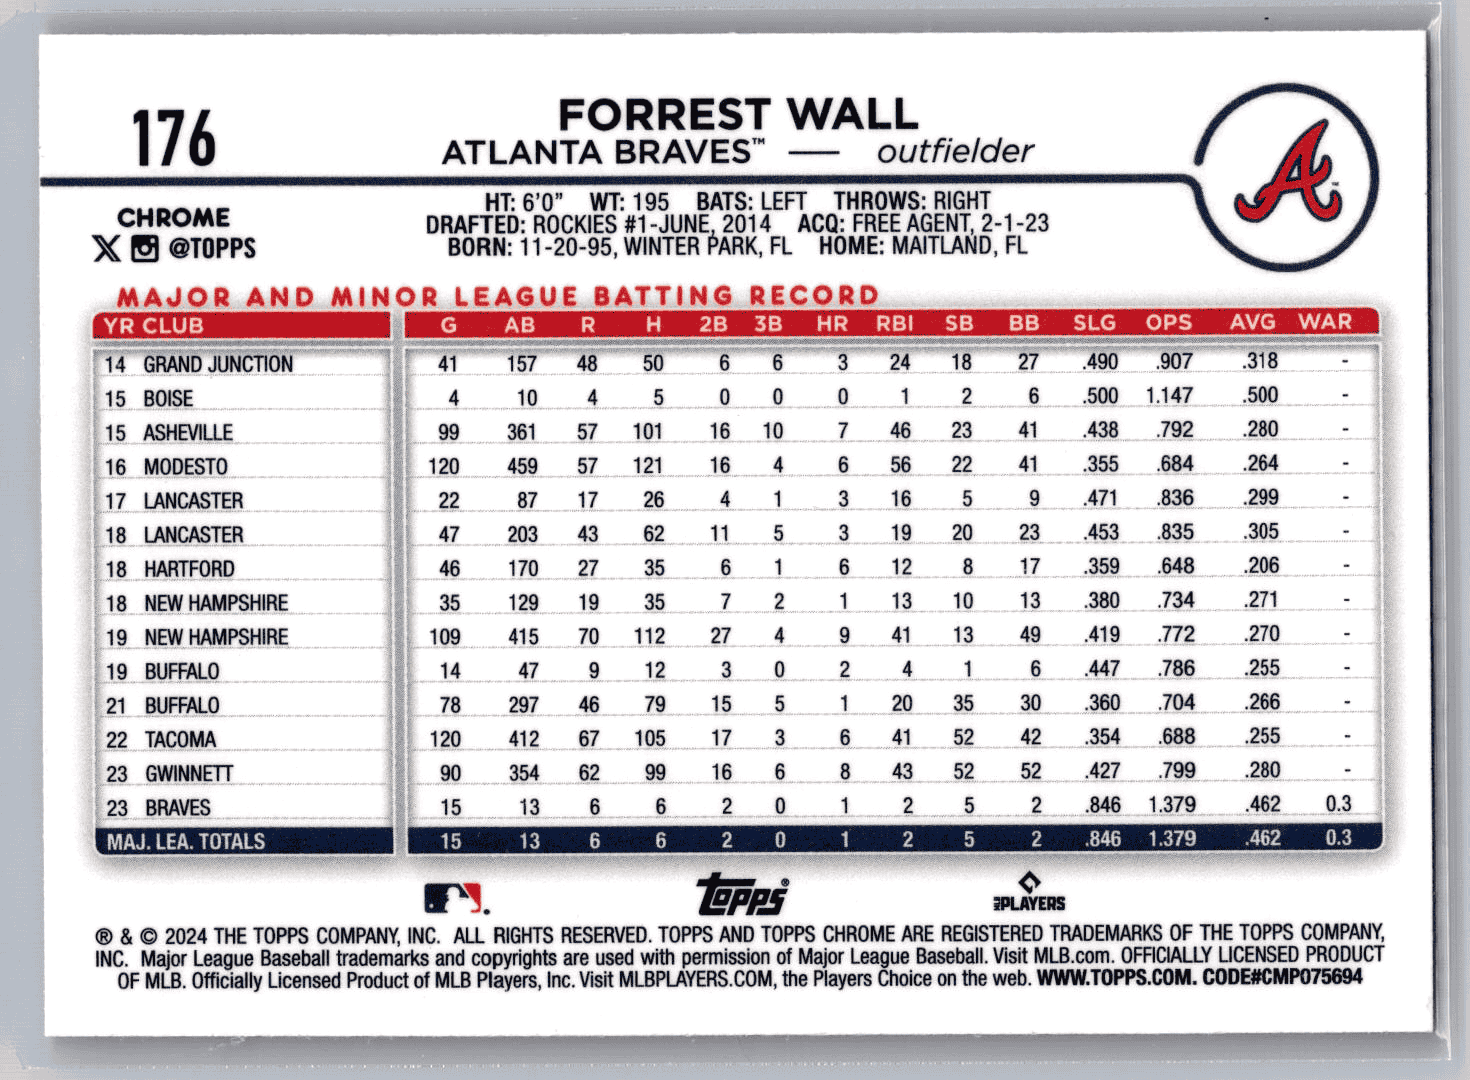 176
FORREST WALL
ATLANTA BRAVES™ — outfielder
A™
CHROME
@TOPPS
HT: 6'0" WT: 195 BATS: LEFT THROWS: RIGHT
DRAFTED: ROCKIES #1-JUNE, 2014 ACQ: FREE AGENT, 2-1-23
BORN: 11-20-95, WINTER PARK, FL HOME: MAITLAND, FL
MAJOR AND MINOR LEAGUE BATTING RECORD
YR CLUB G AB R H 2B 3B HR RBI SB BB SLG OPS AVG WAR
14 GRAND JUNCTION 41 157 48 50 6 6 3 24 18 27 .490 .907 .318 -
15 BOISE 4 10 4 5 0 0 0 1 2 6 .500 1.147 .500 -
15 ASHEVILLE 99 361 57 101 16 10 7 46 23 41 .438 .792 .280 -
16 MODESTO 120 459 57 121 16 4 6 56 22 41 .355 .684 .264 -
17 LANCASTER 22 87 17 26 4 1 3 16 5 9 .471 .836 .299 -
18 LANCASTER 47 203 43 62 11 5 3 19 20 23 .453 .835 .305 -
18 HARTFORD 46 170 27 35 6 1 6 12 8 17 .359 .648 .206 -
18 NEW HAMPSHIRE 35 129 19 35 7 2 1 13 10 13 .380 .734 .271 -
19 NEW HAMPSHIRE 109 415 70 112 27 4 9 41 13 49 .419 .772 .270 -
19 BUFFALO 14 47 9 12 3 0 2 4 1 6 .447 .786 .255 -
21 BUFFALO 78 297 46 79 15 5 1 20 35 30 .360 .704 .266 -
22 TACOMA 120 412 67 105 17 3 6 41 52 42 .354 .688 .255 -
23 GWINNETT 90 354 62 99 16 6 8 43 52 52 .427 .799 .280 -
23 BRAVES 15 13 6 6 2 0 1 2 5 2 .846 1.379 .462 0.3
MAJ. LEA. TOTALS 15 13 6 6 2 0 1 2 5 2 .846 1.379 .462 0.3
Topps® MLBPLAYERS
® & © 2024 THE TOPPS COMPANY, INC. ALL RIGHTS RESERVED. TOPPS AND TOPPS CHROME ARE REGISTERED TRADEMARKS OF THE TOPPS COMPANY,
INC. Major League Baseball trademarks and copyrights are used with permission of Major League Baseball. Visit MLB.com. OFFICIALLY LICENSED PRODUCT
OF MLB. Officially Licensed Product of MLB Players, Inc. Visit MLBPLAYERS.COM, the Players Choice on the web. WWW.TOPPS.COM. CODE#CMP075694